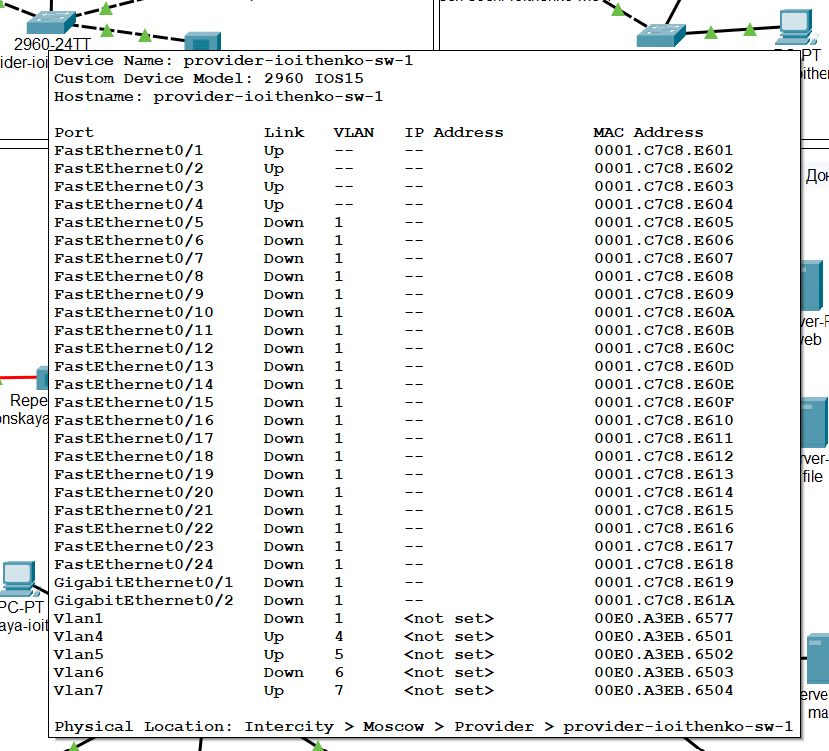 2960-24TT
Device Name: provider-ioithenko-sw-1
Custom Device Model: 2960 IOS15
Hostname: provider-ioithenko-sw-1
Port Link VLAN IP Address MAC Address
FastEthernet0/1 Up -- -- 0001.C7C8.E601
FastEthernet0/2 Up -- -- 0001.C7C8.E602
FastEthernet0/3 Up -- -- 0001.C7C8.E603
FastEthernet0/4 Up -- -- 0001.C7C8.E604
FastEthernet0/5 Down 1 -- 0001.C7C8.E605
FastEthernet0/6 Down 1 -- 0001.C7C8.E606
FastEthernet0/7 Down 1 -- 0001.C7C8.E607
FastEthernet0/8 Down 1 -- 0001.C7C8.E608
FastEthernet0/9 Down 1 -- 0001.C7C8.E609
FastEthernet0/10 Down 1 -- 0001.C7C8.E60A
FastEthernet0/11 Down 1 -- 0001.C7C8.E60B
FastEthernet0/12 Down 1 -- 0001.C7C8.E60C
FastEthernet0/13 Down 1 -- 0001.C7C8.E60D
FastEthernet0/14 Down 1 -- 0001.C7C8.E60E
FastEthernet0/15 Down 1 -- 0001.C7C8.E60F
FastEthernet0/16 Down 1 -- 0001.C7C8.E610
FastEthernet0/17 Down 1 -- 0001.C7C8.E611
FastEthernet0/18 Down 1 -- 0001.C7C8.E612
FastEthernet0/19 Down 1 -- 0001.C7C8.E613
FastEthernet0/20 Down 1 -- 0001.C7C8.E614
FastEthernet0/21 Down 1 -- 0001.C7C8.E615
FastEthernet0/22 Down 1 -- 0001.C7C8.E616
FastEthernet0/23 Down 1 -- 0001.C7C8.E617
FastEthernet0/24 Down 1 -- 0001.C7C8.E618
GigabitEthernet0/1 Down 1 -- 0001.C7C8.E619
GigabitEthernet0/2 Down 1 -- 0001.C7C8.E61A
Vlan1 Down 1 <not set> 00E0.A3EB.6577
Vlan4 Up 4 <not set> 00E0.A3EB.6501
Vlan5 Up 5 <not set> 00E0.A3EB.6502
Vlan6 Down 6 <not set> 00E0.A3EB.6503
Vlan7 Up 7 <not set> 00E0.A3EB.6504
Physical Location: Intercity > Moscow > Provider > provider-ioithenko-sw-1
PT
Дон
web
file
Repe
onskaya
PC-PT
aya-ioit
ma